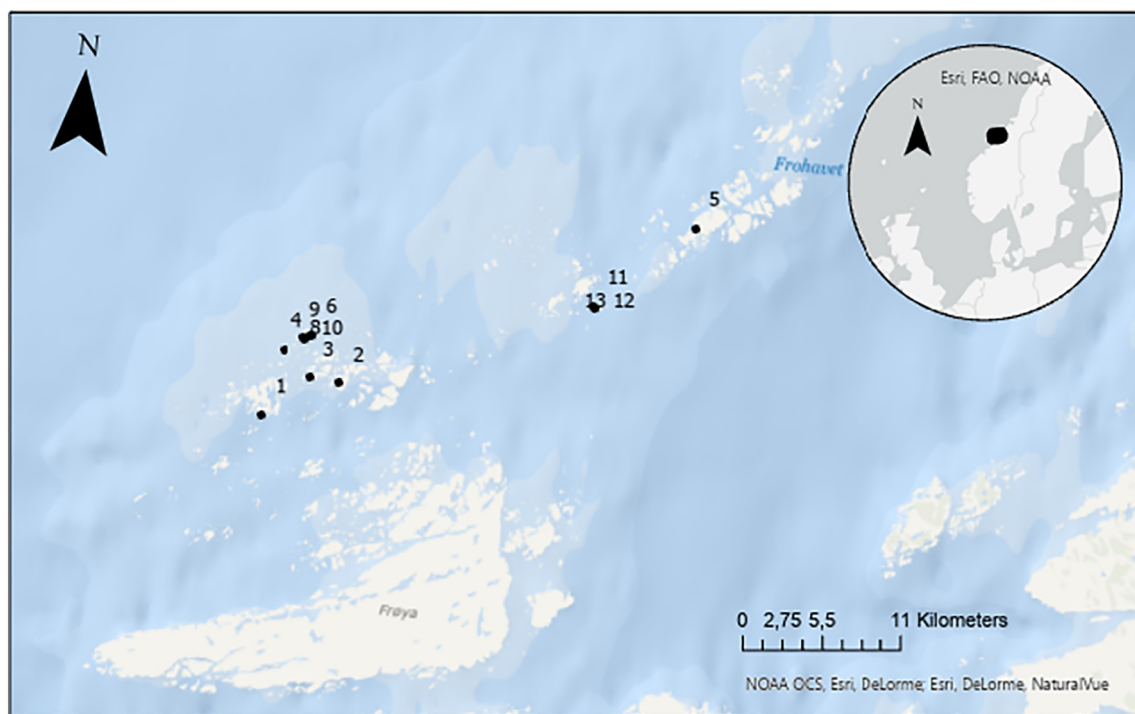 N
Esri, FAO, NOAA
N
Frohavet
5
11
13 12
9 6
4 8 10
3 2
1
Frøya
0 2,75 5,5 11 Kilometers
NOAA OCS, Esri, DeLorme; Esri, DeLorme, NaturalVue